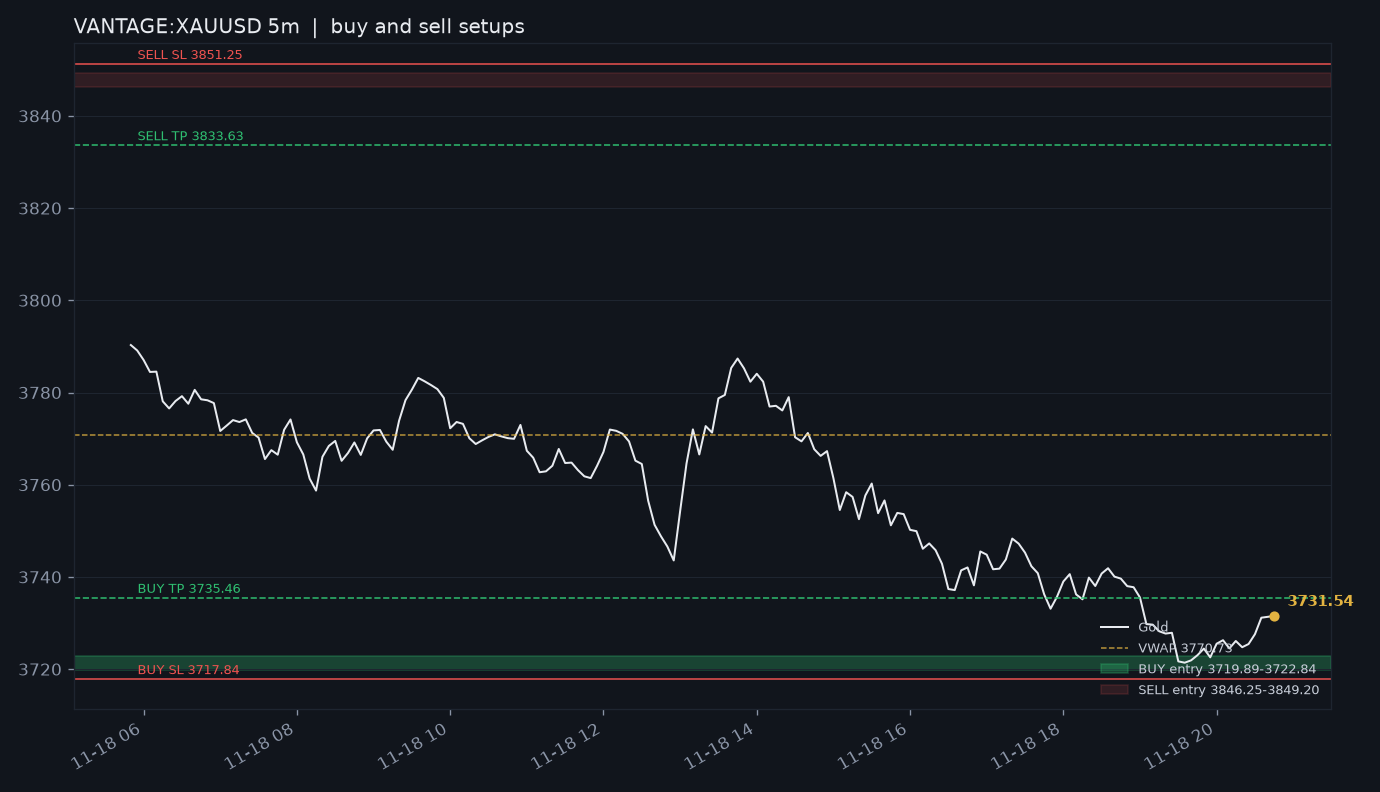 VANTAGE:XAUUSD 5m | buy and sell setups
SELL SL 3851.25
3840
SELL TP 3833.63
3820
3800
3780
3760
3740
BUY TP 3735.46
3731.54
Gold
VWAP 3770.73
3720
BUY SL 3717.84
BUY entry 3719.89-3722.84
SELL entry 3846.25-3849.20
11-18 06
11-18 08
11-18 10
11-18 12
11-18 14
11-18 16
11-18 18
11-18 20